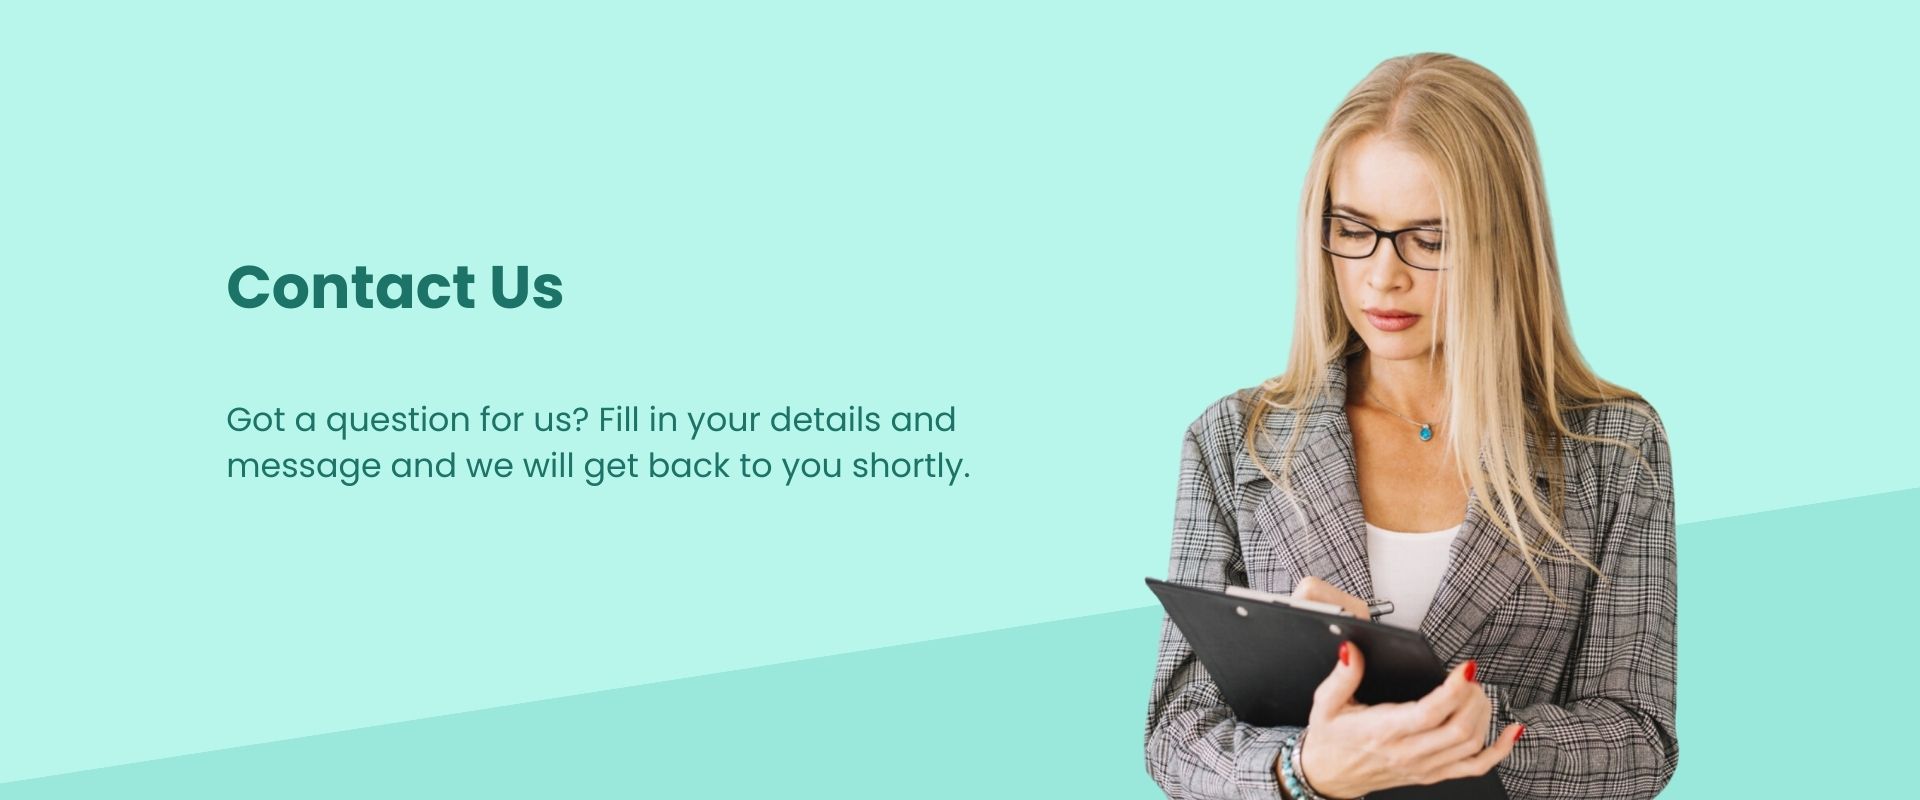 Contact Us
Got a question for us? Fill in your details and
message and we will get back to you shortly.